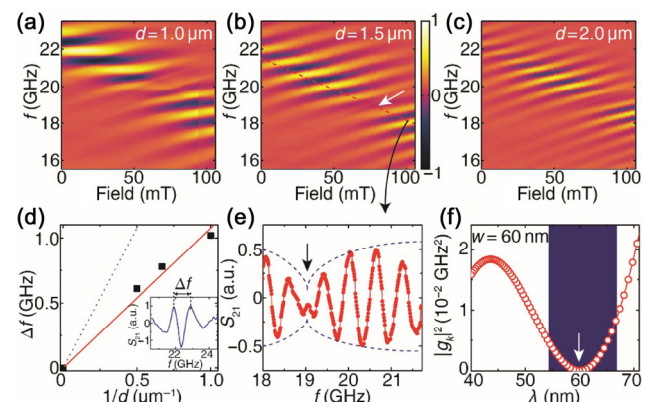 (a) d = 1.0 μm
(b) d = 1.5 μm
(c) d = 2.0 μm
f (GHz)
22
20
18
16
0 50 100
Field (mT)
22
20
18
16
0 50 100
Field (mT)
1
0
-1
22
20
18
16
0 50 100
Field (mT)
(d)
Δf (GHz)
1.0
0.5
0
0 0.5 1.0
1/d (μm⁻¹)
Δf
S21 (a.u.)
1
0
22 24
f (GHz)
(e)
S21 (a.u.)
0.5
0
-0.5
18 19 20 21
f (GHz)
(f) w = 60 nm
|gk|² (10⁻² GHz²)
2
1
0
40 50 60 70
λ (nm)